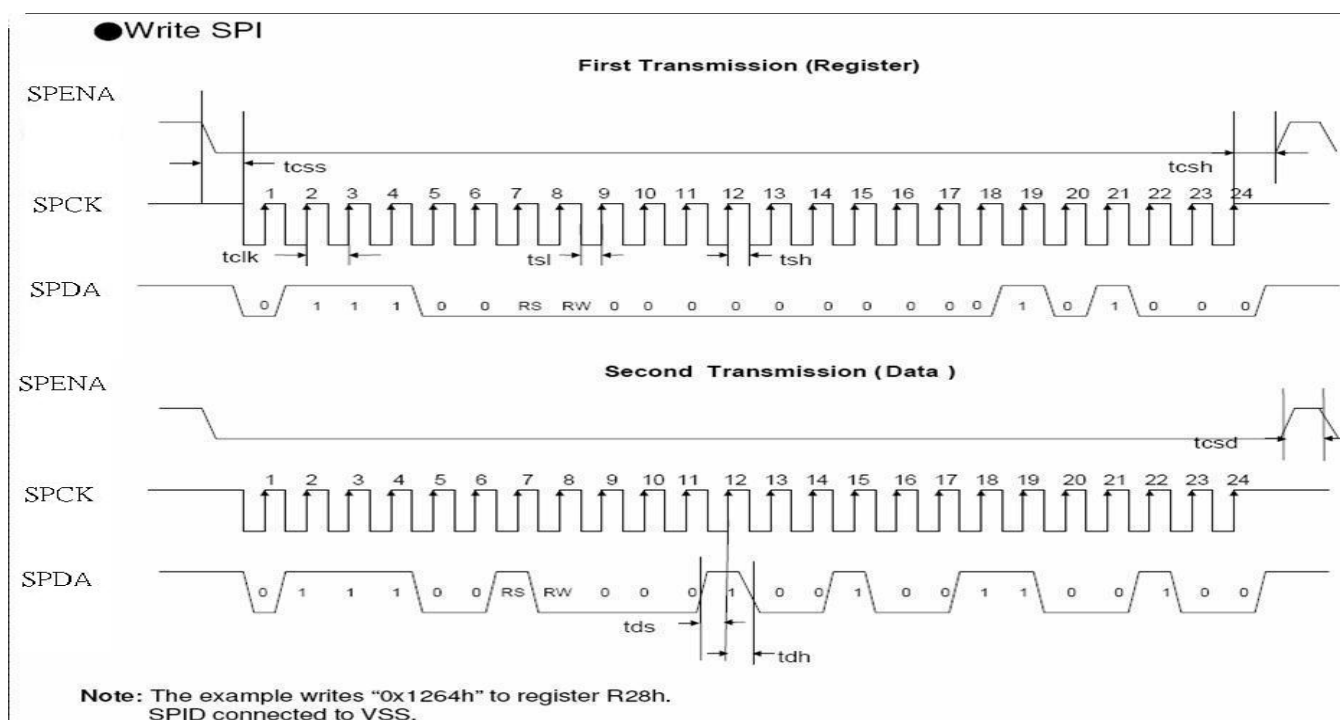 ●Write SPI
First Transmission (Register)
SPENA
tcss
tcsh
1 2 3 4 5 6 7 8 9 10 11 12 13 14 15 16 17 18 19 20 21 22 23 24
SPCK
tclk
tsl
tsh
SPDA
0 1 1 1 0 0 RS RW 0 0 0 0 0 0 0 0 0 0 1 0 1 0 0 0
Second Transmission (Data )
SPENA
tcsd
1 2 3 4 5 6 7 8 9 10 11 12 13 14 15 16 17 18 19 20 21 22 23 24
SPCK
SPDA
0 1 1 1 0 0 RS RW 0 0 0 1 0 0 1 0 0 1 1 0 0 1 0 0
tds
tdh
Note: The example writes “0x1264h” to register R28h.
SPID connected to VSS.